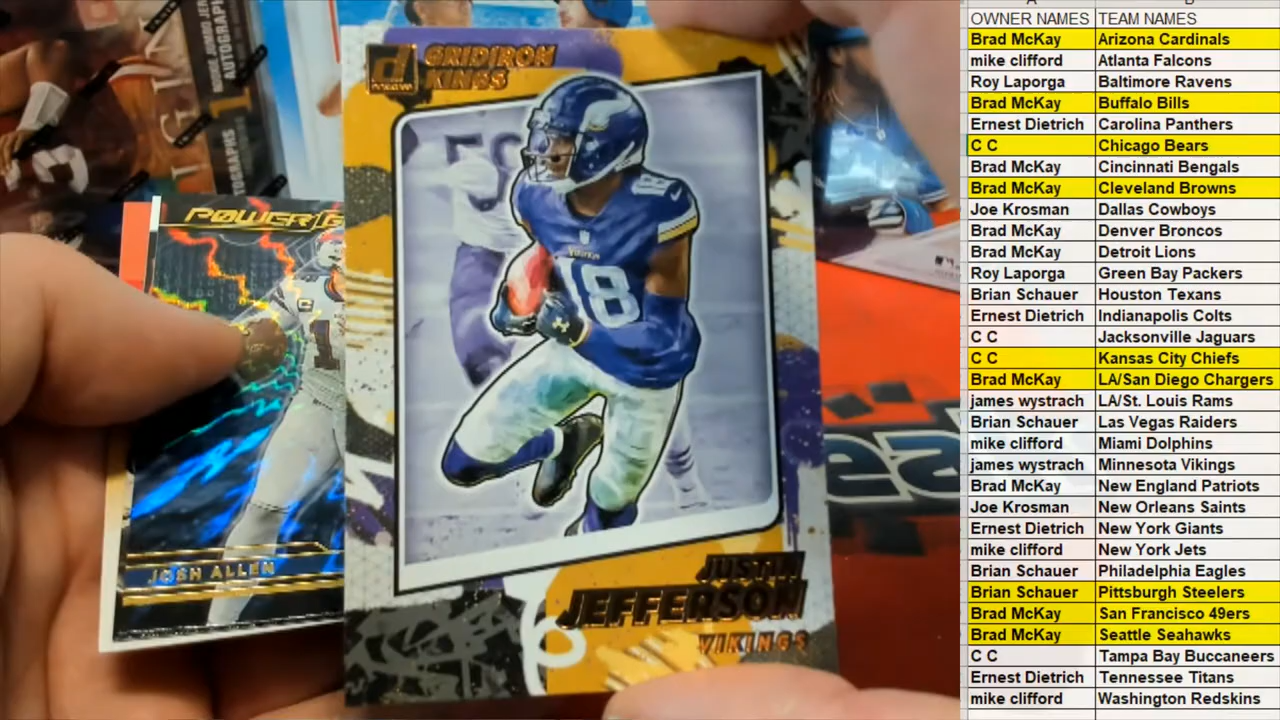 OWNER NAMES TEAM NAMES
Brad McKay Arizona Cardinals
mike clifford Atlanta Falcons
Roy Laporga Baltimore Ravens
Brad McKay Buffalo Bills
Ernest Dietrich Carolina Panthers
C C Chicago Bears
Brad McKay Cincinnati Bengals
Brad McKay Cleveland Browns
Joe Krosman Dallas Cowboys
Brad McKay Denver Broncos
Brad McKay Detroit Lions
Roy Laporga Green Bay Packers
Brian Schauer Houston Texans
Ernest Dietrich Indianapolis Colts
C C Jacksonville Jaguars
C C Kansas City Chiefs
Brad McKay LA/San Diego Chargers
james wystrach LA/St. Louis Rams
Brian Schauer Las Vegas Raiders
mike clifford Miami Dolphins
james wystrach Minnesota Vikings
Brad McKay New England Patriots
Joe Krosman New Orleans Saints
Ernest Dietrich New York Giants
mike clifford New York Jets
Brian Schauer Philadelphia Eagles
Brian Schauer Pittsburgh Steelers
Brad McKay San Francisco 49ers
Brad McKay Seattle Seahawks
C C Tampa Bay Buccaneers
Ernest Dietrich Tennessee Titans
mike clifford Washington Redskins
GRIDIRON
KINGS
18
18
JUSTIN
JEFFERSON
VIKINGS
POWER
JOSH ALLEN
AUTOGRAPHS